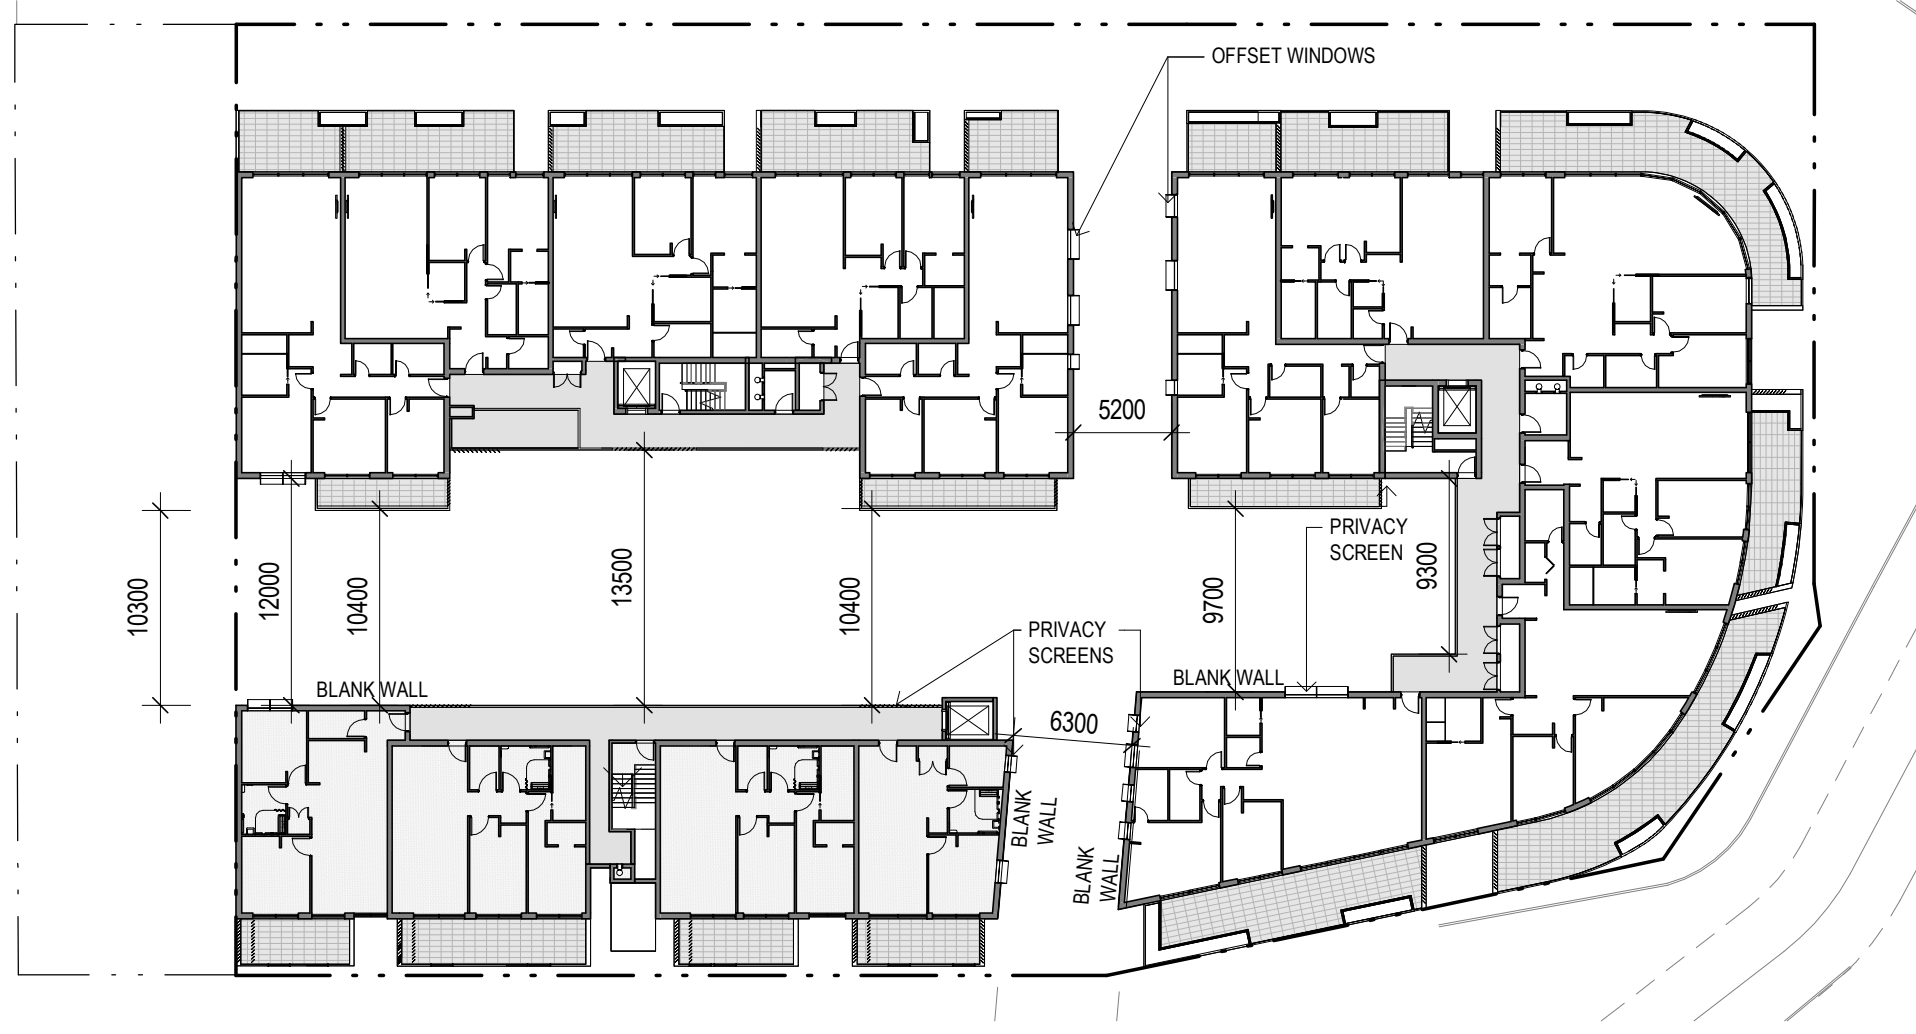 OFFSET WINDOWS
5200
PRIVACY
SCREEN
10300
12000
10400
13500
10400
9700
9300
PRIVACY
SCREENS
BLANK WALL
BLANK WALL
6300
BLANK
WALL
BLANK
WALL